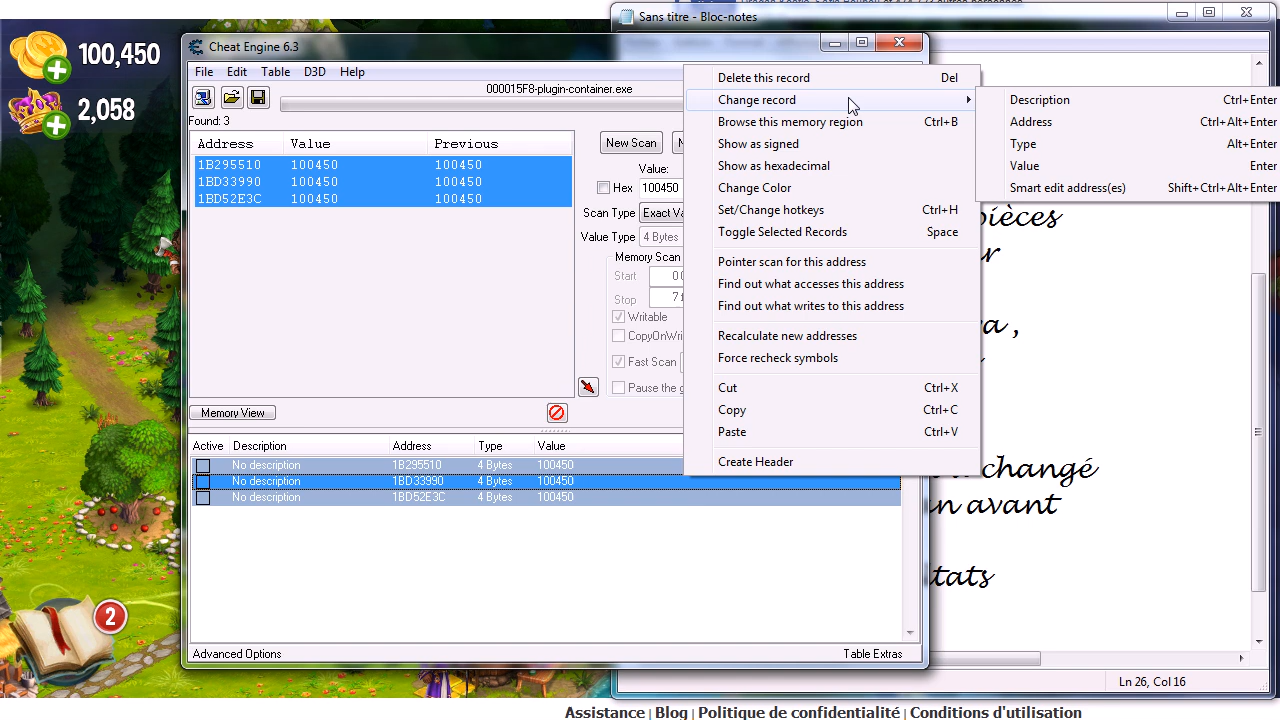 Sans titre - Bloc-notes
100,450
2,058
Cheat Engine 6.3
File Edit Table D3D Help
000015F8-plugin-container.exe
Found: 3
Address Value Previous
1B295510 100450 100450
1BD33990 100450 100450
1BD52E3C 100450 100450
New Scan N
Value:
Hex 100450
Scan Type Exact Va
Value Type 4 Bytes
Memory Scan
Start 0
Stop 7
Writable
CopyOnWri
Fast Scan
Pause the g
Memory View
Active Description Address Type Value
No description 1B295510 4 Bytes 100450
No description 1BD33990 4 Bytes 100450
No description 1BD52E3C 4 Bytes 100450
Advanced Options Table Extras
Delete this record Del
Change record
Browse this memory region Ctrl+B
Show as signed
Show as hexadecimal
Change Color
Set/Change hotkeys Ctrl+H
Toggle Selected Records Space
Pointer scan for this address
Find out what accesses this address
Find out what writes to this address
Recalculate new addresses
Force recheck symbols
Cut Ctrl+X
Copy Ctrl+C
Paste Ctrl+V
Create Header
Description Ctrl+Enter
Address Ctrl+Alt+Enter
Type Alt+Enter
Value Enter
Smart edit address(es) Shift+Ctrl+Alt+Enter
pièces
r
a ,
changé
n avant
tats
2
Ln 26, Col 16
Assistance | Blog | Politique de confidentialité | Conditions d'utilisation